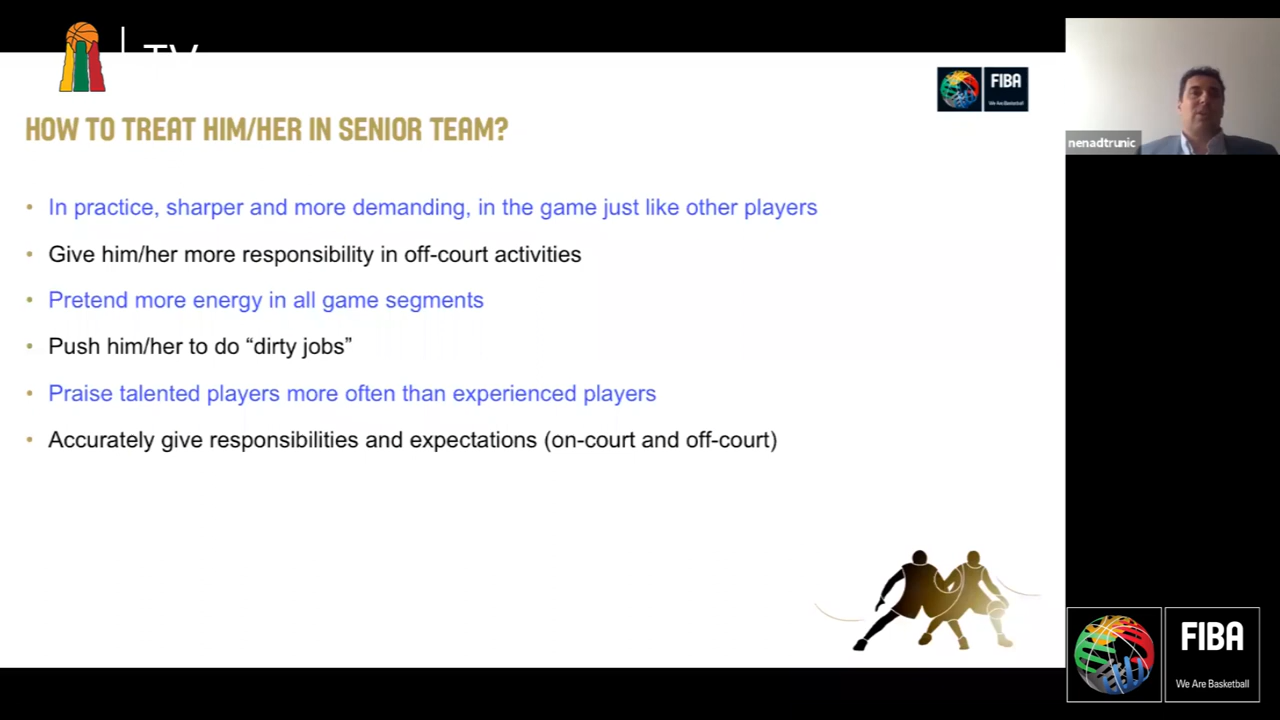 TV
FIBA
We Are Basketball
nenadtrunic
HOW TO TREAT HIM/HER IN SENIOR TEAM?
• In practice, sharper and more demanding, in the game just like other players
• Give him/her more responsibility in off-court activities
• Pretend more energy in all game segments
• Push him/her to do “dirty jobs”
• Praise talented players more often than experienced players
• Accurately give responsibilities and expectations (on-court and off-court)
FIBA
We Are Basketball